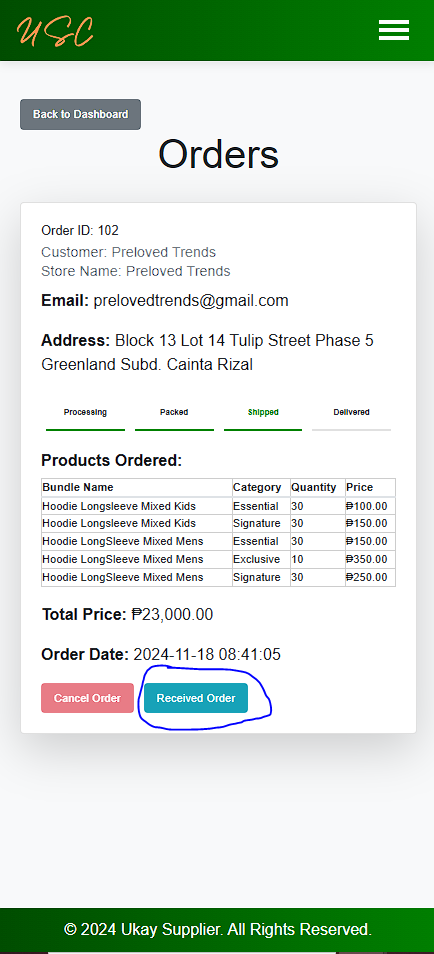 USC
Back to Dashboard
Orders
Order ID: 102
Customer: Preloved Trends
Store Name: Preloved Trends
Email: prelovedtrends@gmail.com
Address: Block 13 Lot 14 Tulip Street Phase 5
Greenland Subd. Cainta Rizal
Processing Packed Shipped Delivered
Products Ordered:
Bundle Name Category Quantity Price
Hoodie Longsleeve Mixed Kids Essential 30 ₱100.00
Hoodie Longsleeve Mixed Kids Signature 30 ₱150.00
Hoodie LongSleeve Mixed Mens Essential 30 ₱150.00
Hoodie LongSleeve Mixed Mens Exclusive 10 ₱350.00
Hoodie LongSleeve Mixed Mens Signature 30 ₱250.00
Total Price: ₱23,000.00
Order Date: 2024-11-18 08:41:05
Cancel Order Received Order
© 2024 Ukay Supplier. All Rights Reserved.